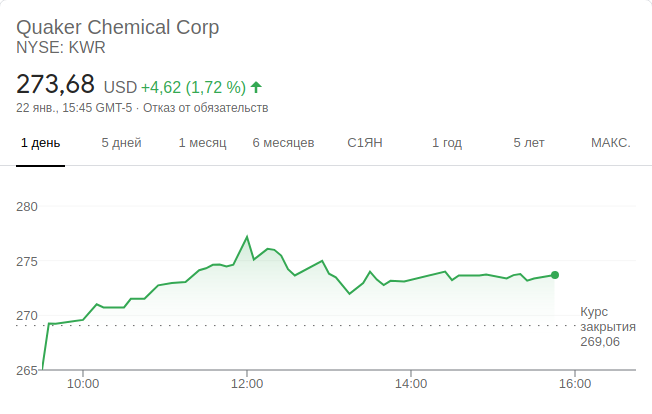 Quaker Chemical Corp
NYSE: KWR
273,68 USD +4,62 (1,72 %)
22 янв., 15:45 GMT-5 · Отказ от обязательств
1 день 5 дней 1 месяц 6 месяцев С1ЯН 1 год 5 лет МАКС.
280
275
270
265
Курс
закрытия
269,06
10:00 12:00 14:00 16:00